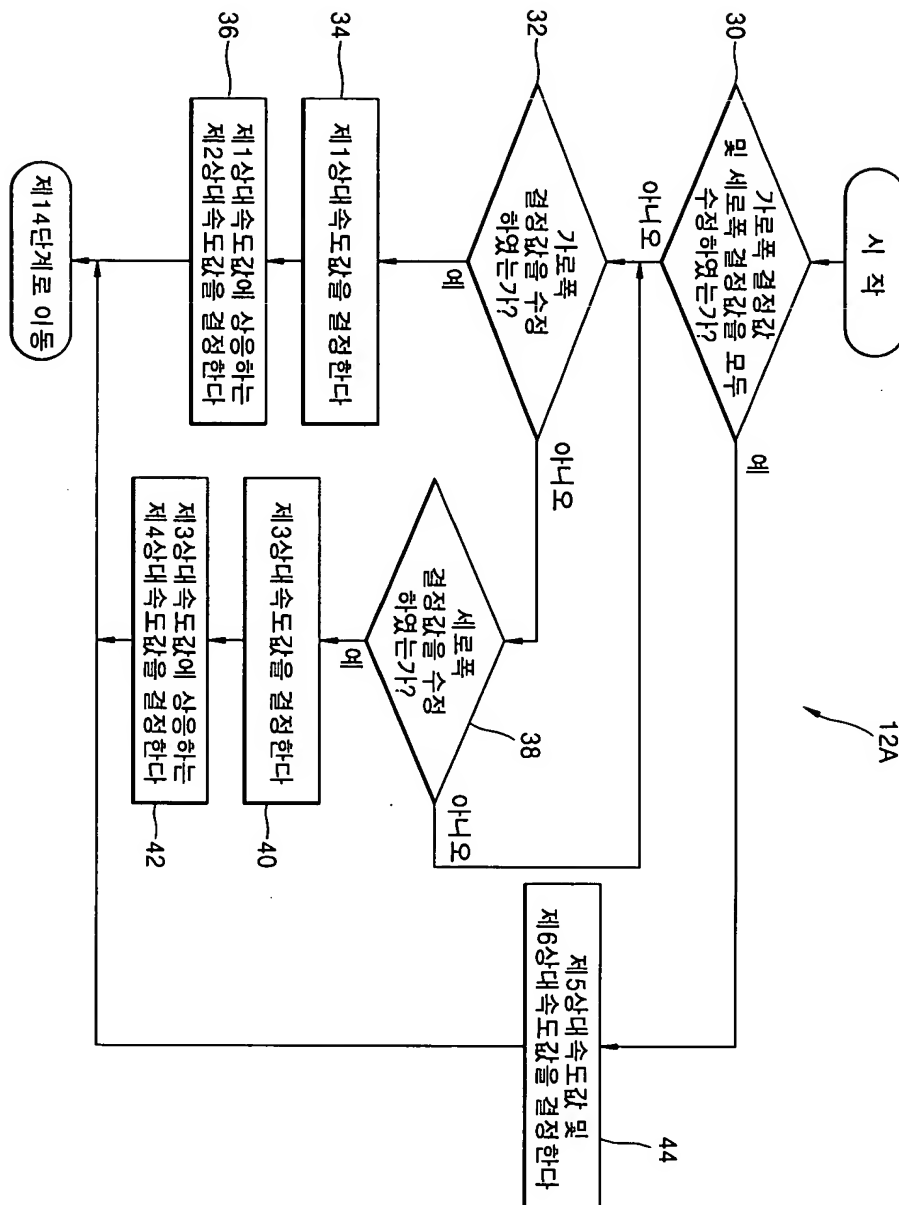 12A
시 작
30
가로폭 결정값
및 세로폭 결정값을 모두
수정하였는가?
예
아니오
32
가로폭
결정값을 수정
하였는가?
아니오
예
34
제1상대속도값을 결정한다
36
제1상대속도값에 상응하는
제2상대속도값을 결정한다
38
세로폭
결정값을 수정
하였는가?
아니오
예
40
제3상대속도값을 결정한다
42
제3상대속도값에 상응하는
제4상대속도값을 결정한다
44
제5상대속도값 및
제6상대속도값을 결정한다
제14단계로 이동